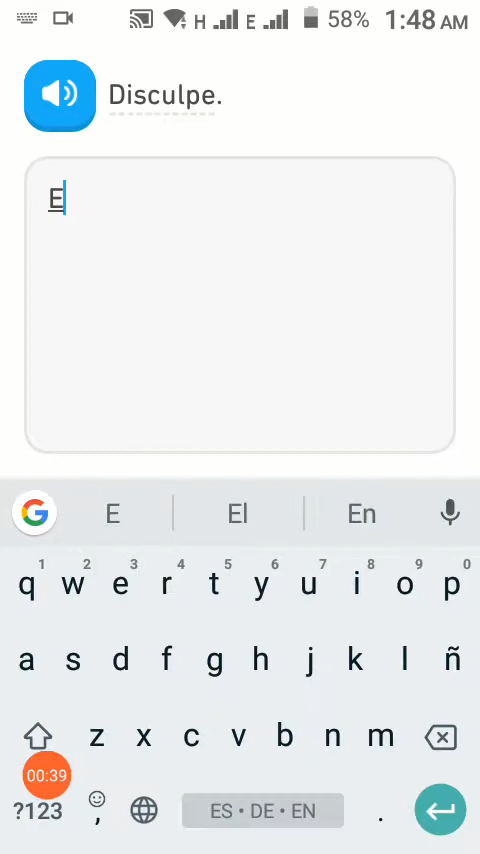 H E 58% 1:48 AM
Disculpe.
E
E El En
1 2 3 4 5 6 7 8 9 0
q w e r t y u i o p
a s d f g h j k l ñ
z x c v b n m
00:39
?123 , ES • DE • EN .